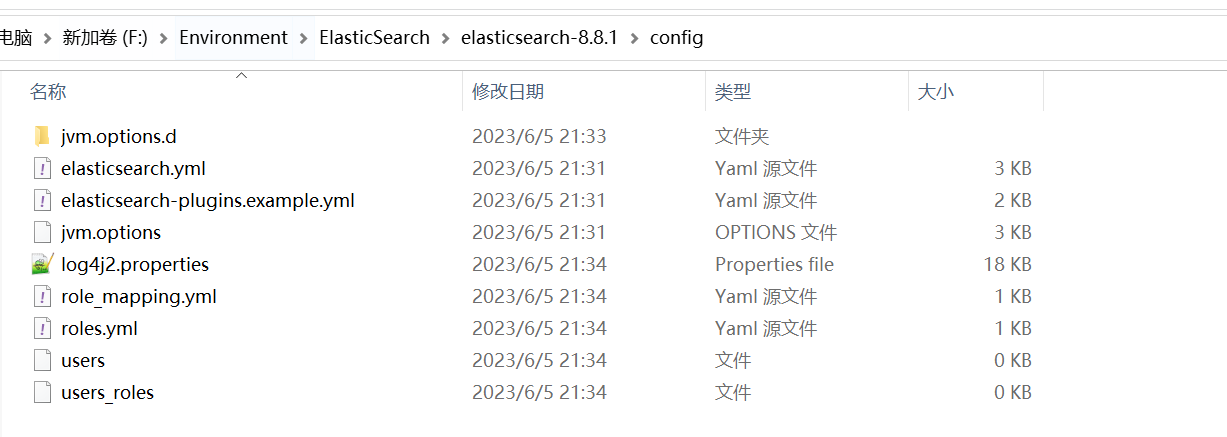 电脑 > 新加卷 (F:) > Environment > ElasticSearch > elasticsearch-8.8.1 > config
名称 修改日期 类型 大小
jvm.options.d 2023/6/5 21:33 文件夹
elasticsearch.yml 2023/6/5 21:31 Yaml 源文件 3 KB
elasticsearch-plugins.example.yml 2023/6/5 21:31 Yaml 源文件 2 KB
jvm.options 2023/6/5 21:31 OPTIONS 文件 3 KB
log4j2.properties 2023/6/5 21:34 Properties file 18 KB
role_mapping.yml 2023/6/5 21:34 Yaml 源文件 1 KB
roles.yml 2023/6/5 21:34 Yaml 源文件 1 KB
users 2023/6/5 21:34 文件 0 KB
users_roles 2023/6/5 21:34 文件 0 KB